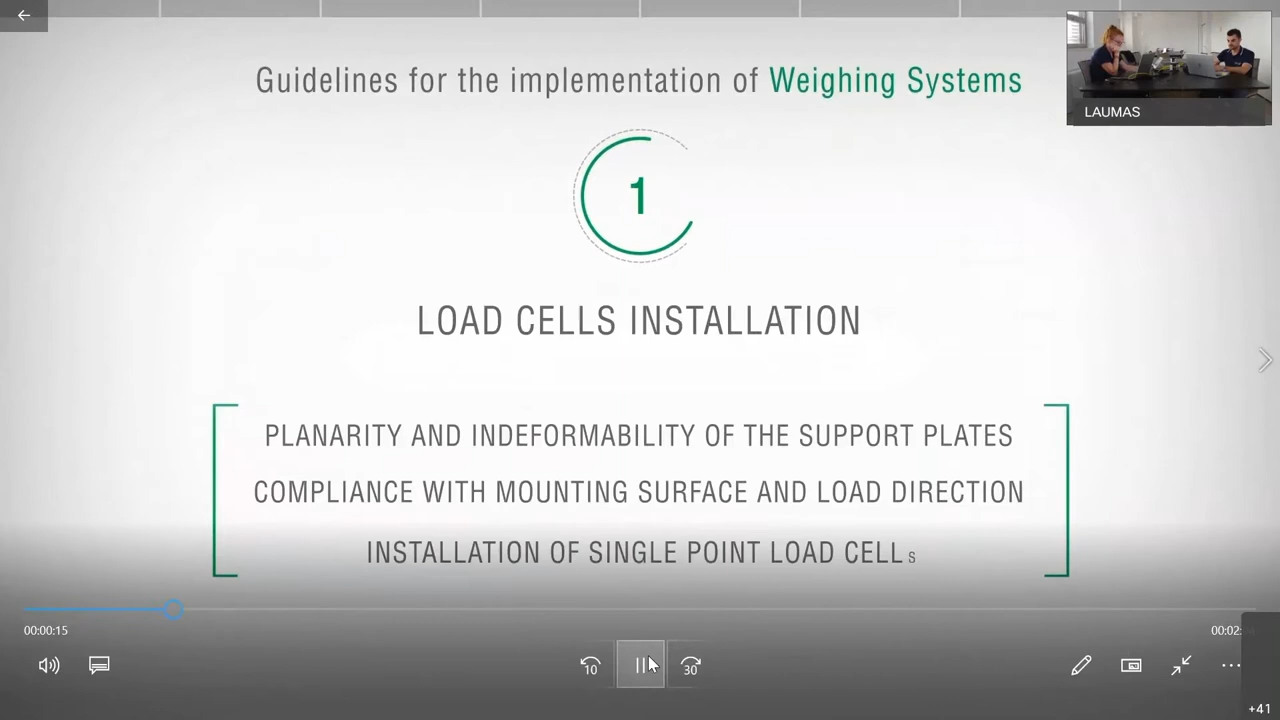 Guidelines for the implementation of Weighing Systems
LAUMAS
1
LOAD CELLS INSTALLATION
PLANARITY AND INDEFORMABILITY OF THE SUPPORT PLATES
COMPLIANCE WITH MOUNTING SURFACE AND LOAD DIRECTION
INSTALLATION OF SINGLE POINT LOAD CELLS
00:00:15
00:02:
10
30
+41